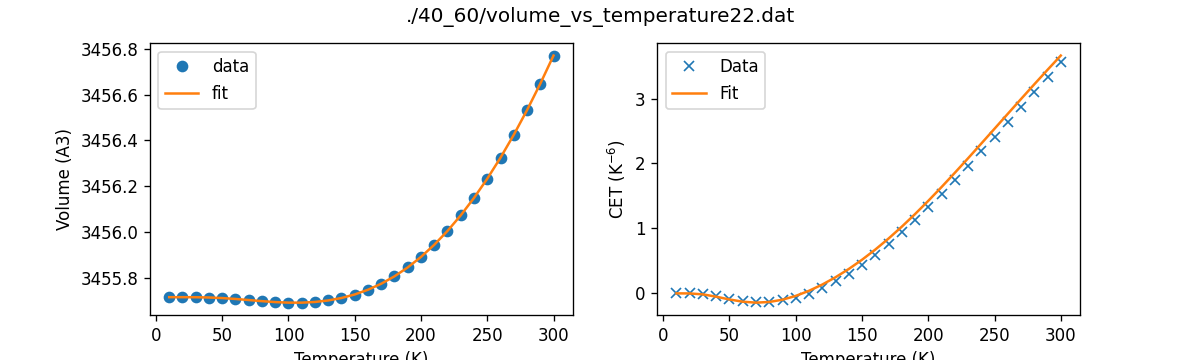 ./40_60/volume_vs_temperature22.dat
3456.8
3456.6
3456.4
3456.2
3456.0
3455.8
Volume (A3)
data
fit
0 50 100 150 200 250 300
Temperature (K)
3
2
1
0
CET (K⁻⁶)
Data
Fit
0 50 100 150 200 250 300
Temperature (K)